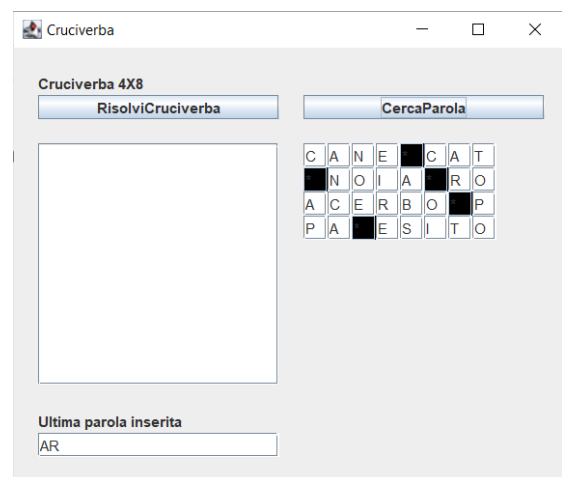 Cruciverba
Cruciverba 4X8
RisolviCruciverba CercaParola
C A N E * C A T
* N O I A * R O
A C E R B O * P
P A * E S I T O
Ultima parola inserita
AR